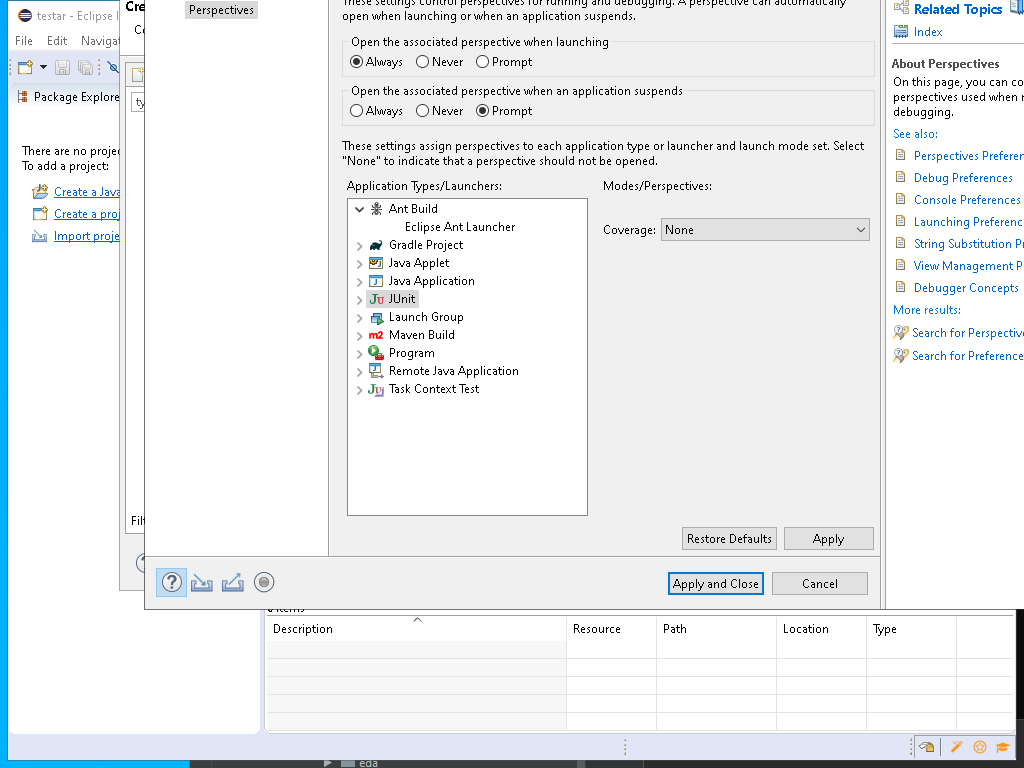 testar - Eclipse I
File Edit Navigat
Package Explore
There are no projec
To add a project:
Create a Java
Create a proj
Import proje
Cre
Perspectives
These settings control perspectives for running and debugging. A perspective can automatically
open when launching or when an application suspends.
Open the associated perspective when launching
Always Never Prompt
Open the associated perspective when an application suspends
Always Never Prompt
These settings assign perspectives to each application type or launcher and launch mode set. Select
"None" to indicate that a perspective should not be opened.
Application Types/Launchers:
Modes/Perspectives:
Ant Build
Eclipse Ant Launcher
Gradle Project
Java Applet
Java Application
JUnit
Launch Group
Maven Build
Program
Remote Java Application
Task Context Test
Coverage: None
Restore Defaults Apply
Apply and Close Cancel
ty
Filt
Related Topics
Index
About Perspectives
On this page, you can co
perspectives used when r
debugging.
See also:
Perspectives Preferen
Debug Preferences
Console Preferences
Launching Preferenc
String Substitution P
View Management P
Debugger Concepts
More results:
Search for Perspective
Search for Preference
items
Description Resource Path Location Type
eda